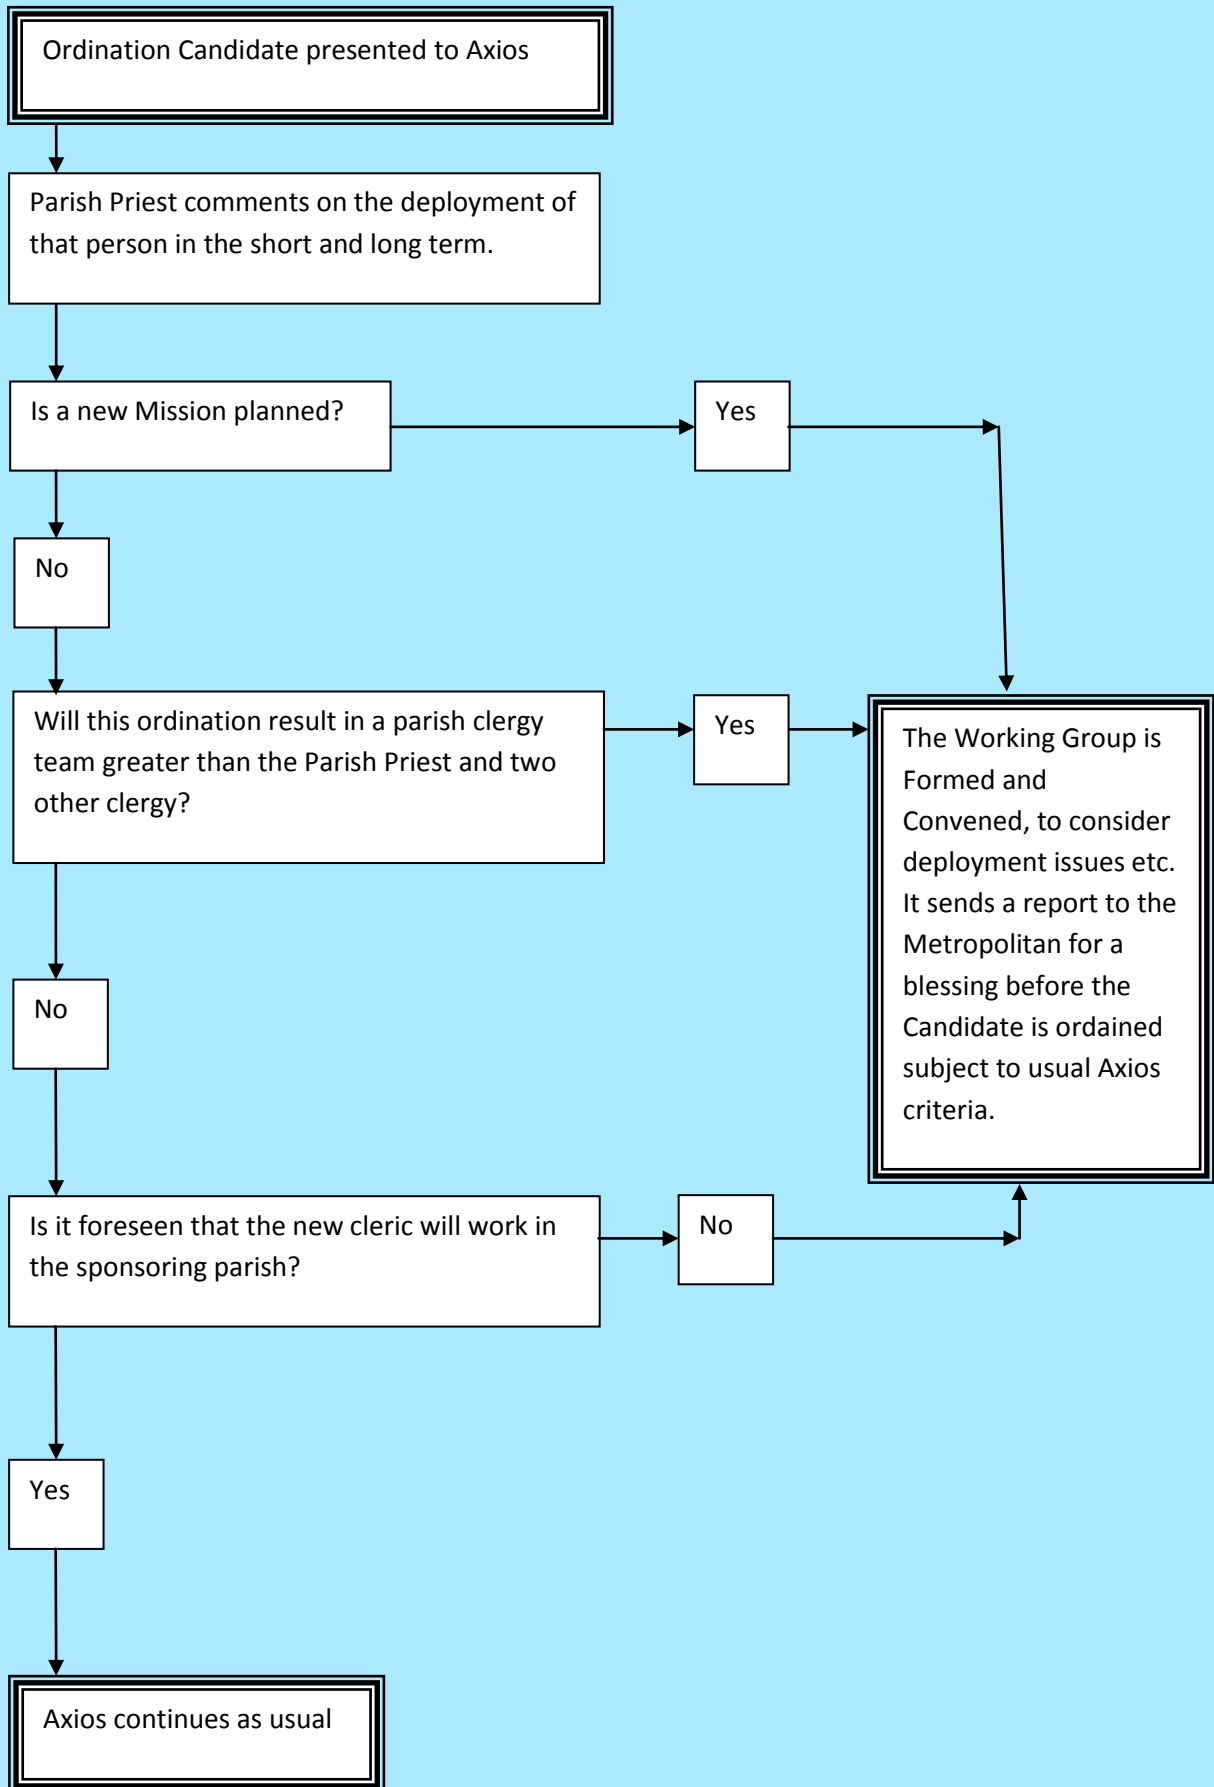 Ordination Candidate presented to Axios
Parish Priest comments on the deployment of
that person in the short and long term.
Is a new Mission planned?
Yes
No
Will this ordination result in a parish clergy
team greater than the Parish Priest and two
other clergy?
Yes
The Working Group is
Formed and
Convened, to consider
deployment issues etc.
It sends a report to the
Metropolitan for a
blessing before the
Candidate is ordained
subject to usual Axios
criteria.
No
Is it foreseen that the new cleric will work in
the sponsoring parish?
No
Yes
Axios continues as usual